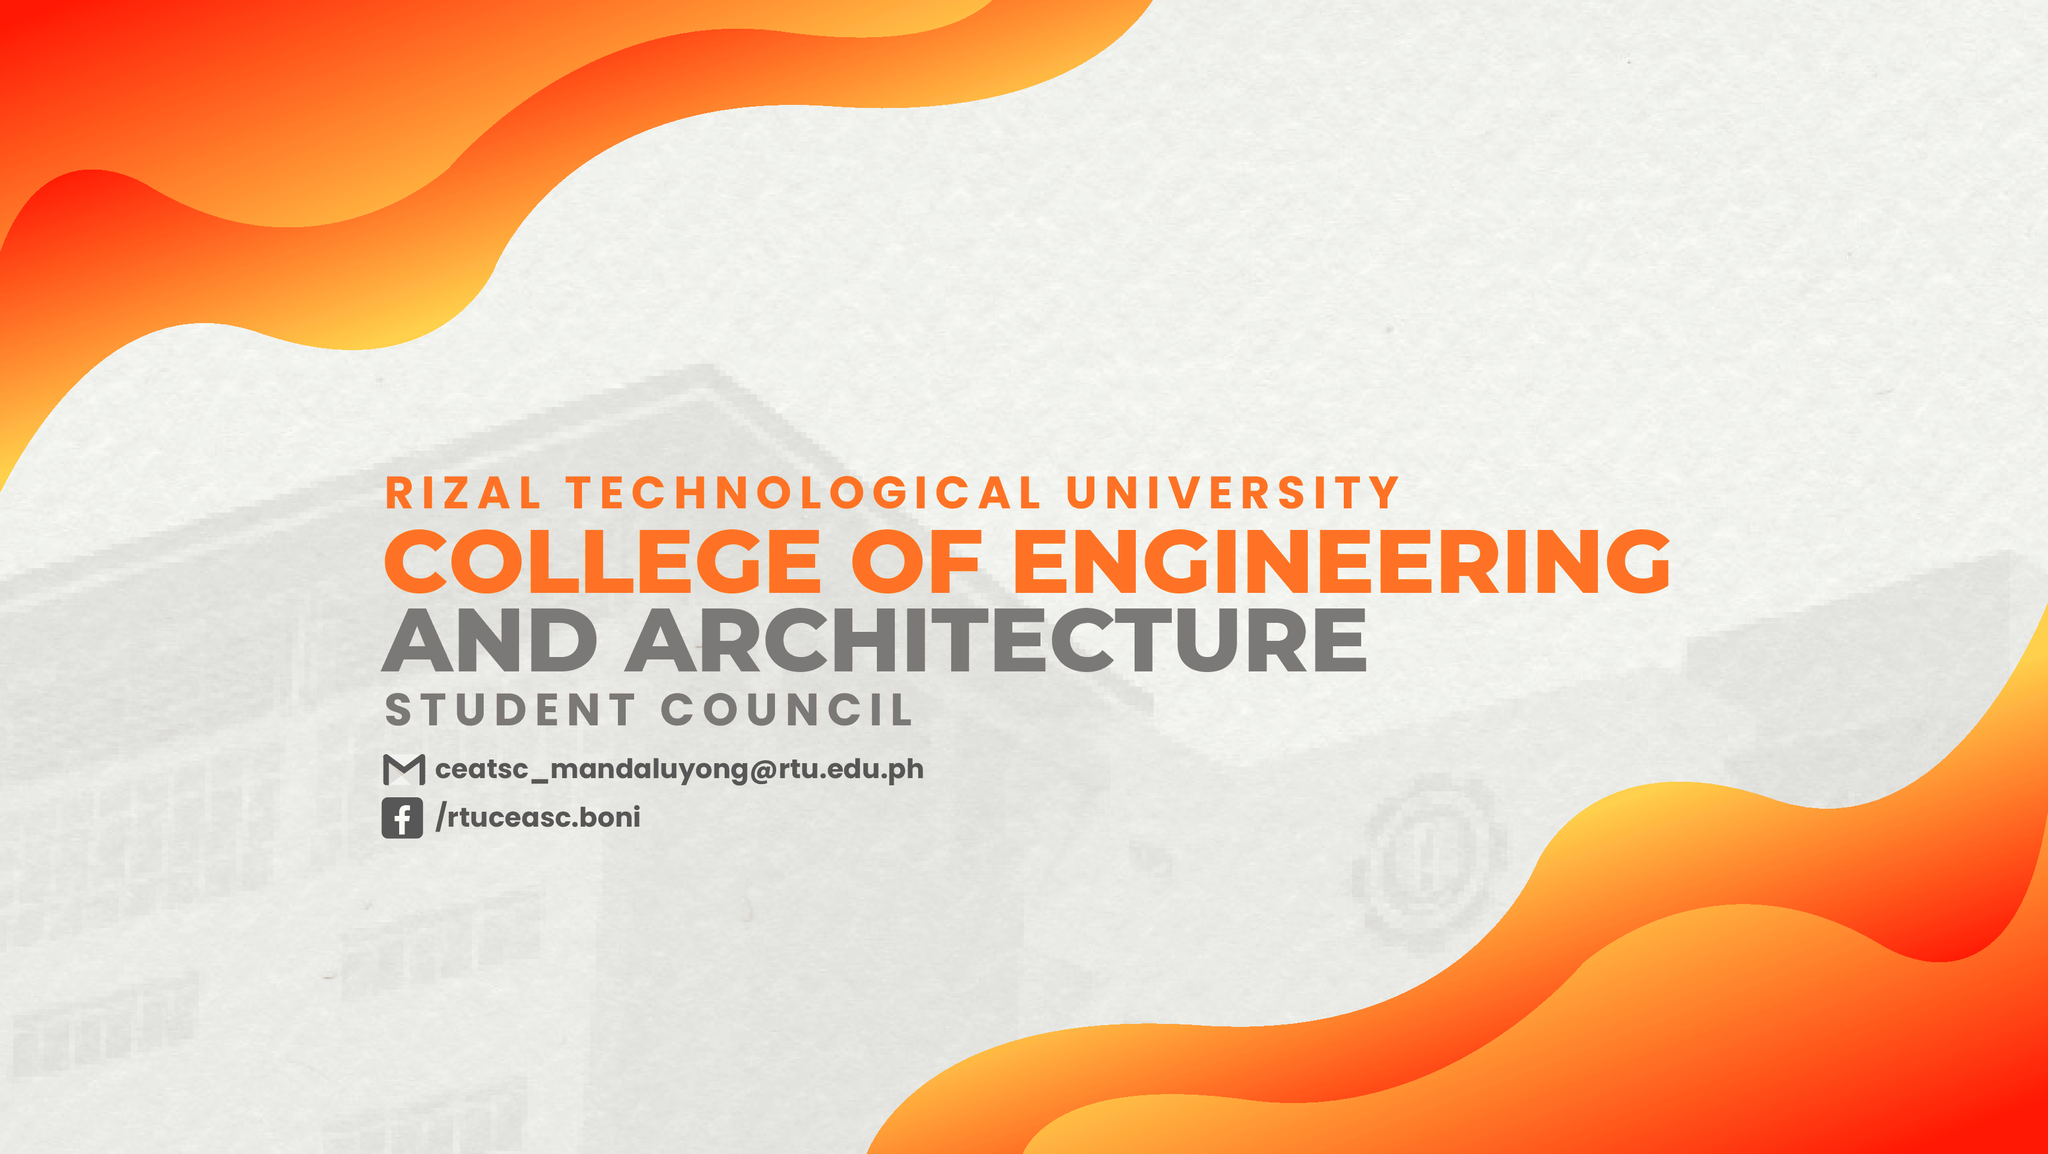 RIZAL TECHNOLOGICAL UNIVERSITY
COLLEGE OF ENGINEERING
AND ARCHITECTURE
STUDENT COUNCIL
ceatsc_mandaluyong@rtu.edu.ph
/rtuceasc.boni